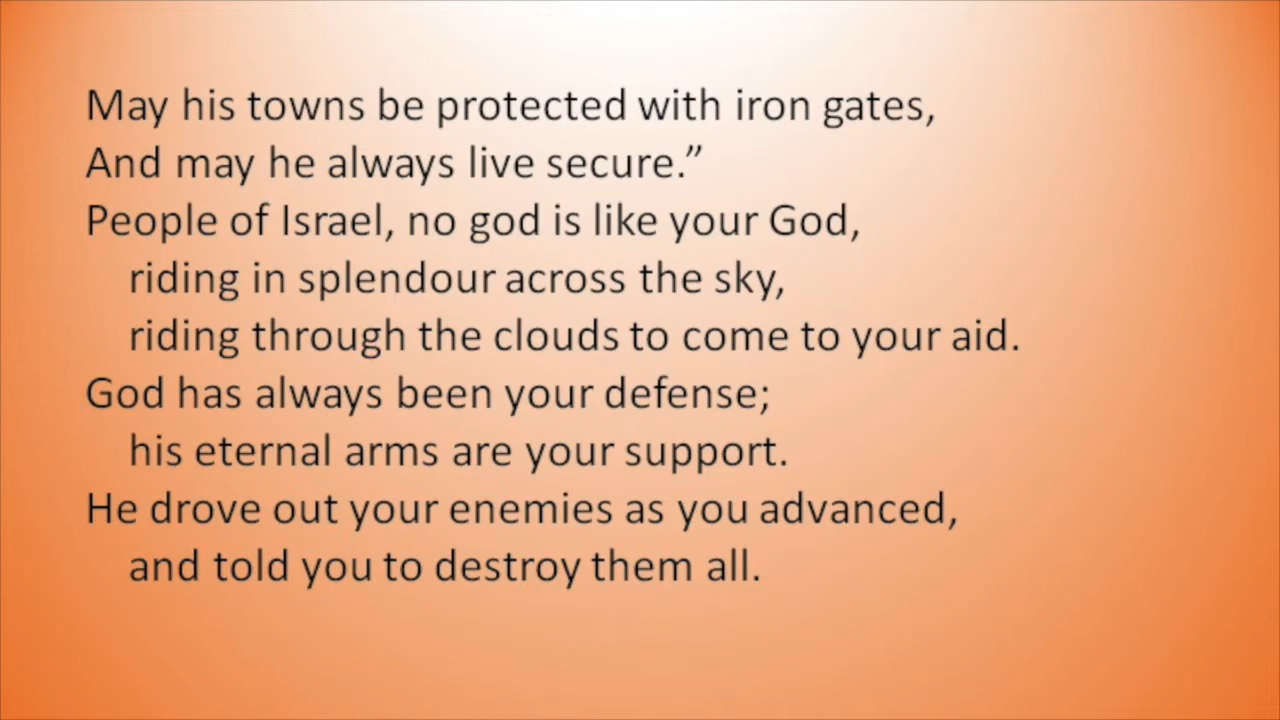 May his towns be protected with iron gates,
And may he always live secure.”
People of Israel, no god is like your God,
riding in splendour across the sky,
riding through the clouds to come to your aid.
God has always been your defense;
his eternal arms are your support.
He drove out your enemies as you advanced,
and told you to destroy them all.